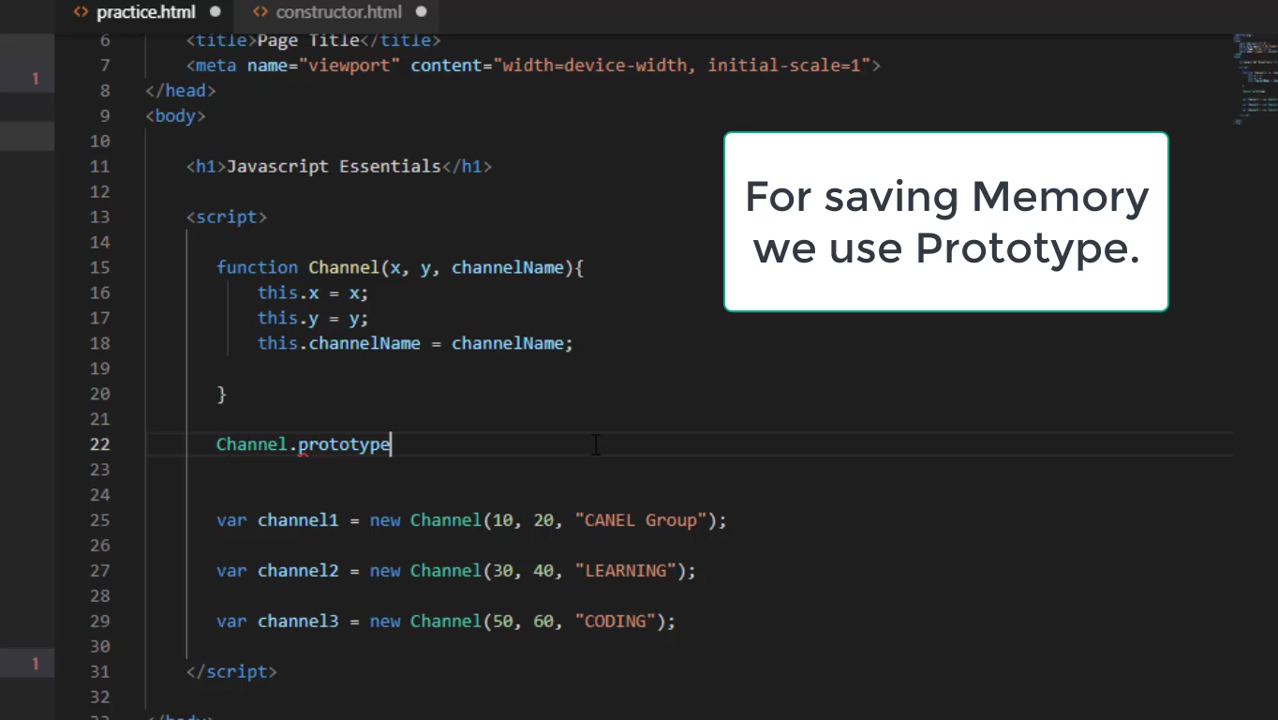 practice.html constructor.html
6 <title>Page Title</title>
7 <meta name="viewport" content="width=device-width, initial-scale=1">
8 </head>
9 <body>
10
11 <h1>Javascript Essentials</h1>
12
13 <script>
14
15 function Channel(x, y, channelName){
16 this.x = x;
17 this.y = y;
18 this.channelName = channelName;
19
20 }
21
22 Channel.prototype
23
24
25 var channel1 = new Channel(10, 20, "CANEL Group");
26
27 var channel2 = new Channel(30, 40, "LEARNING");
28
29 var channel3 = new Channel(50, 60, "CODING");
30
31 </script>
32
33 </body>
1
1
For saving Memory
we use Prototype.